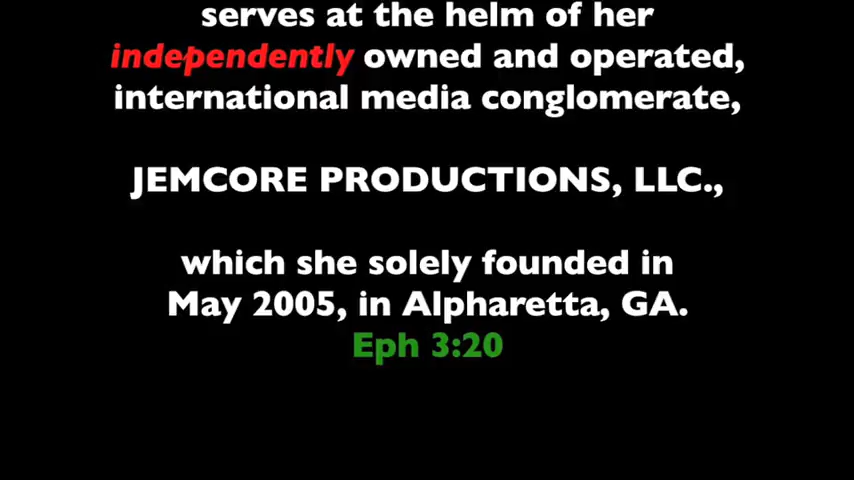 serves at the helm of her
independently owned and operated,
international media conglomerate,
JEMCORE PRODUCTIONS, LLC.,
which she solely founded in
May 2005, in Alpharetta, GA.
Eph 3:20